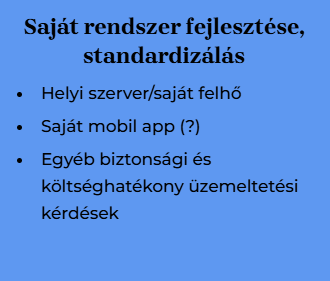 Saját rendszer fejlesztése,
standardizálás
• Helyi szerver/saját felhő
• Saját mobil app (?)
• Egyéb biztonsági és
költséghatékony üzemeltetési
kérdések